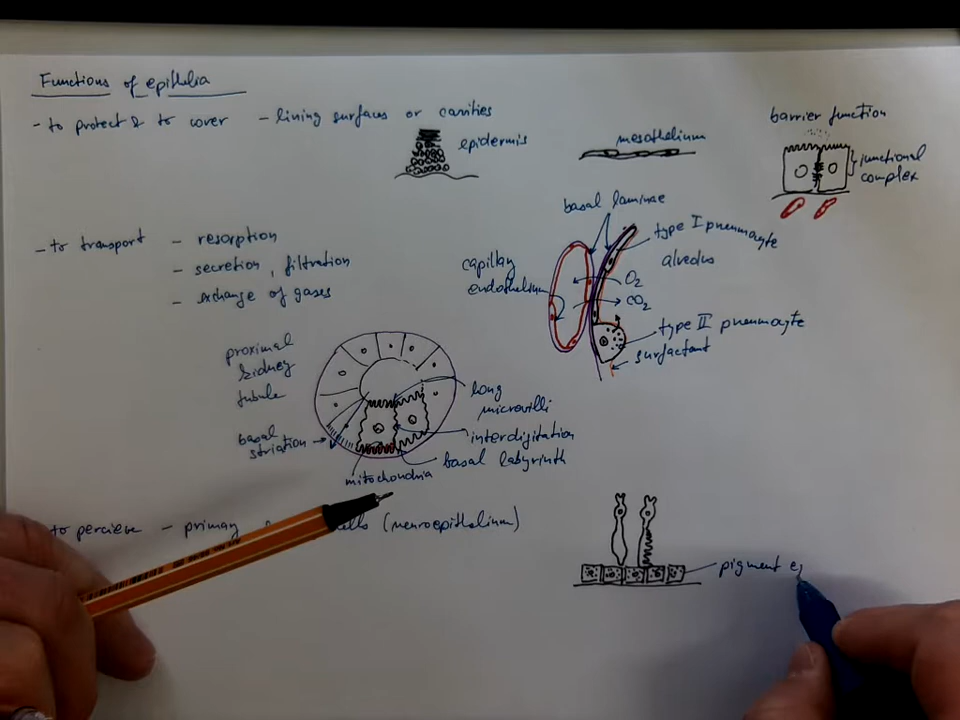 Functions of epithelia
- to protect & to cover - lining surfaces or cavities
epidermis
mesothelium
barrier function
junctional
complex
- to transport - resorption
- secretion, filtration
- exchange of gases
basal laminae
capillary
endothelium
type I pneumocyte
alveolus
O2
CO2
type II pneumocyte
surfactant
proximal
kidney
tubule
basal
striation
long
microvilli
interdigitation
basal labyrinth
mitochondria
to percieve - primary
(neuroepithelium)
pigment e